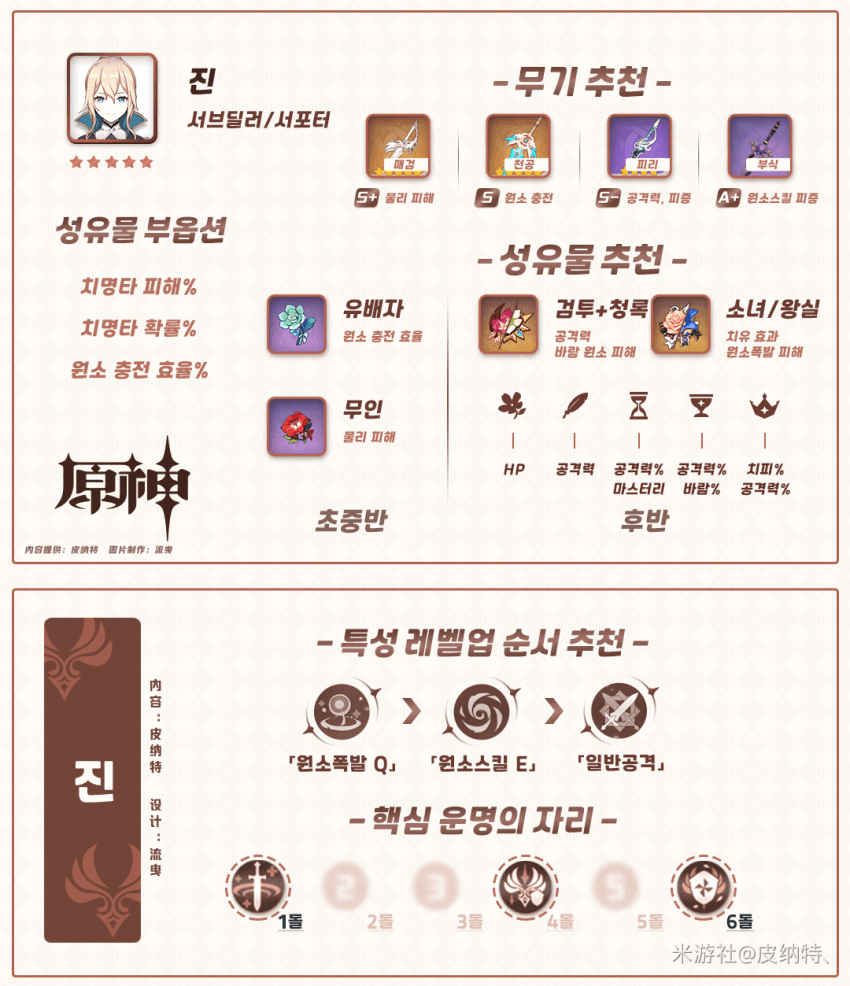 진
서브딜러/서포터
- 무기 추천 -
매검
천공
피리
부식
S+ 물리 피해
S 원소 충전
S- 공격력, 피증
A+ 원소스킬 피증
성유물 부옵션
치명타 피해%
치명타 확률%
원소 충전 효율%
- 성유물 추천 -
유배자
원소 충전 효율
무인
물리 피해
초중반
검투+청록
공격력
바람 원소 피해
소녀/왕실
치유 효과
원소폭발 피해
HP
공격력
공격력%
마스터리
공격력%
바람%
치피%
공격력%
후반
原神
内容提供：皮纳特 图片制作：流曳
진
内容：皮纳特 设计：流曳
- 특성 레벨업 순서 추천 -
「원소폭발 Q」
「원소스킬 E」
「일반공격」
- 핵심 운명의 자리 -
2
3
5
1돌
2돌
3돌
4돌
5돌
6돌
米游社@皮纳特、